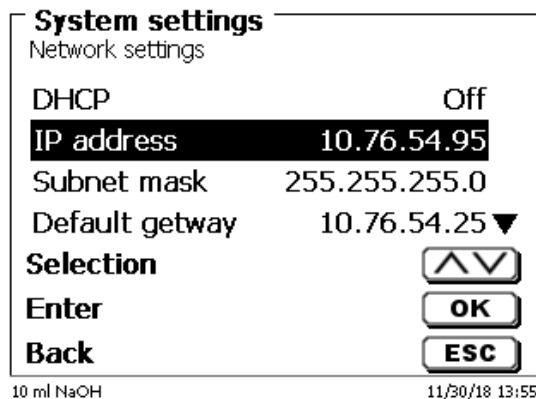 System settings
Network settings
DHCP Off
IP address 10.76.54.95
Subnet mask 255.255.255.0
Default getway 10.76.54.25
Selection
Enter OK
Back ESC
10 ml NaOH 11/30/18 13:55